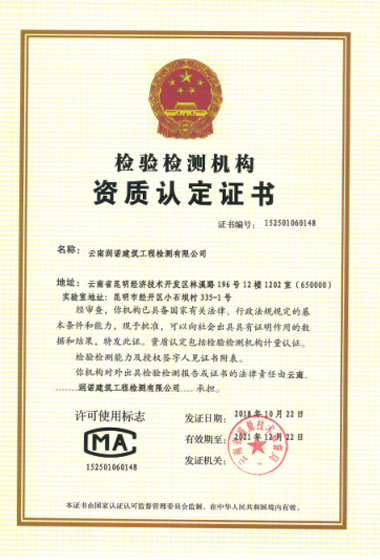 检验检测机构
资质认定证书
证书编号：152501060148
名称：云南润诺建筑工程检测有限公司
地址：云南省昆明经济技术开发区林溪路196号12楼1202室（650000）
实验室地址：昆明市经开区小石坝村335-1号
经审查，你机构已具备国家有关法律、行政法规规定的基
本条件和能力，现予批准，可以向社会出具具有证明作用的数
据和结果，特发此证。资质认定包括检验检测机构计量认证。
检验检测能力及授权签字人见证书附表。
你机构对外出具检验检测报告或证书的法律责任由云南
润诺建筑工程检测有限公司承担。
许可使用标志
MA
152501060148
发证日期：2018年10月22日
有效期至：2021年12月22日
发证机关：
云南省质量技术监督局
本证书由国家认证认可监督管理委员会监制，在中华人民共和国境内有效。